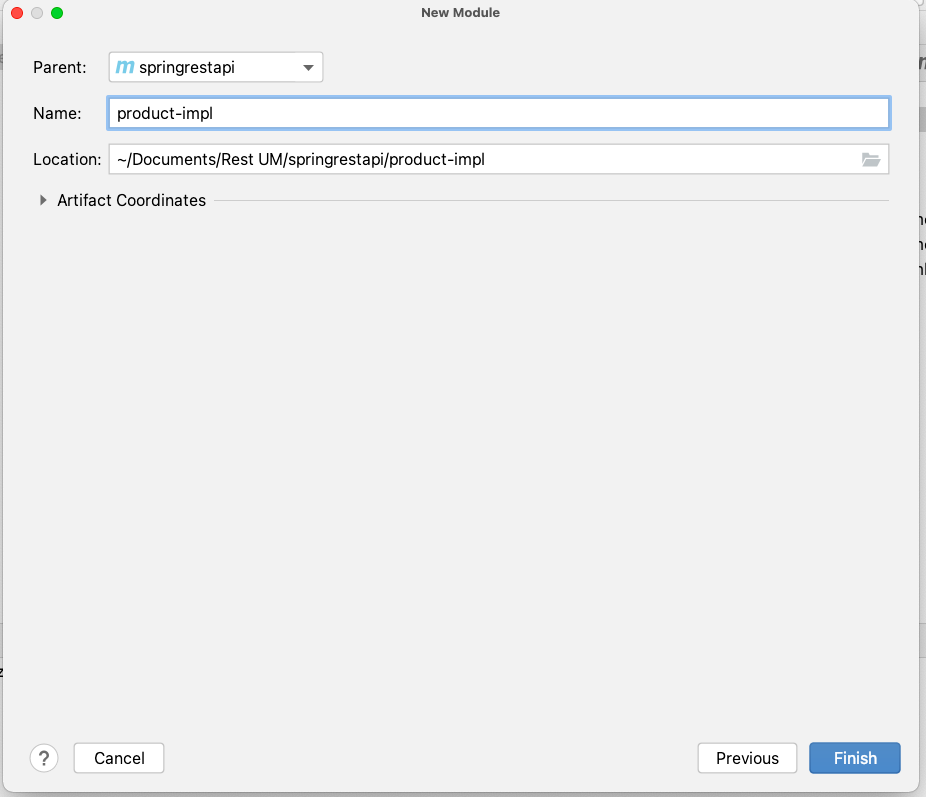 New Module
Parent: m springrestapi
Name: product-impl
Location: ~/Documents/Rest UM/springrestapi/product-impl
Artifact Coordinates
? Cancel Previous Finish